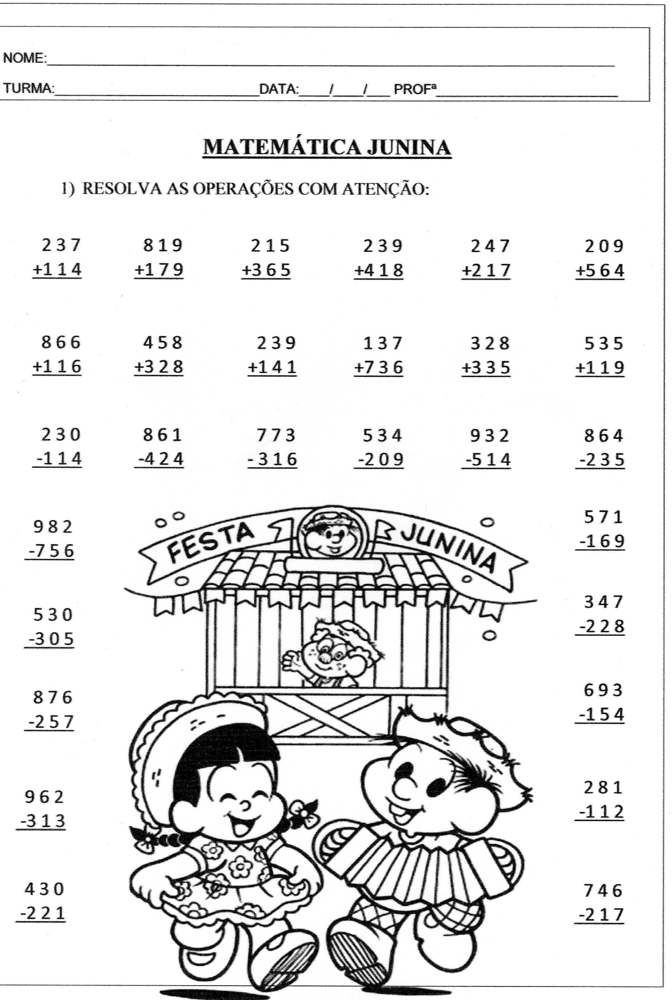 NOME:
TURMA: DATA: / / PROFª
MATEMÁTICA JUNINA
1) RESOLVA AS OPERAÇÕES COM ATENÇÃO:
237 819 215 239 247 209
+114 +179 +365 +418 +217 +564
866 458 239 137 328 535
+116 +328 +141 +736 +335 +119
230 861 773 534 932 864
-114 -424 -316 -209 -514 -235
FESTA JUNINA
982
-756
571
-169
530
-305
347
-228
876
-257
693
-154
962
-313
281
-112
430
-221
746
-217